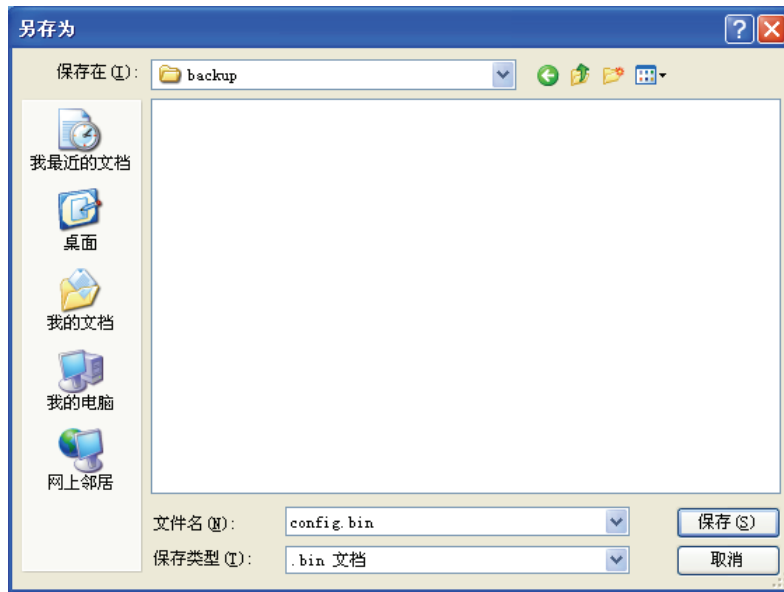 另存为
保存在(I):
backup
我最近的文档
桌面
我的文档
我的电脑
网上邻居
文件名(N):
config.bin
保存(S)
保存类型(T):
.bin 文档
取消